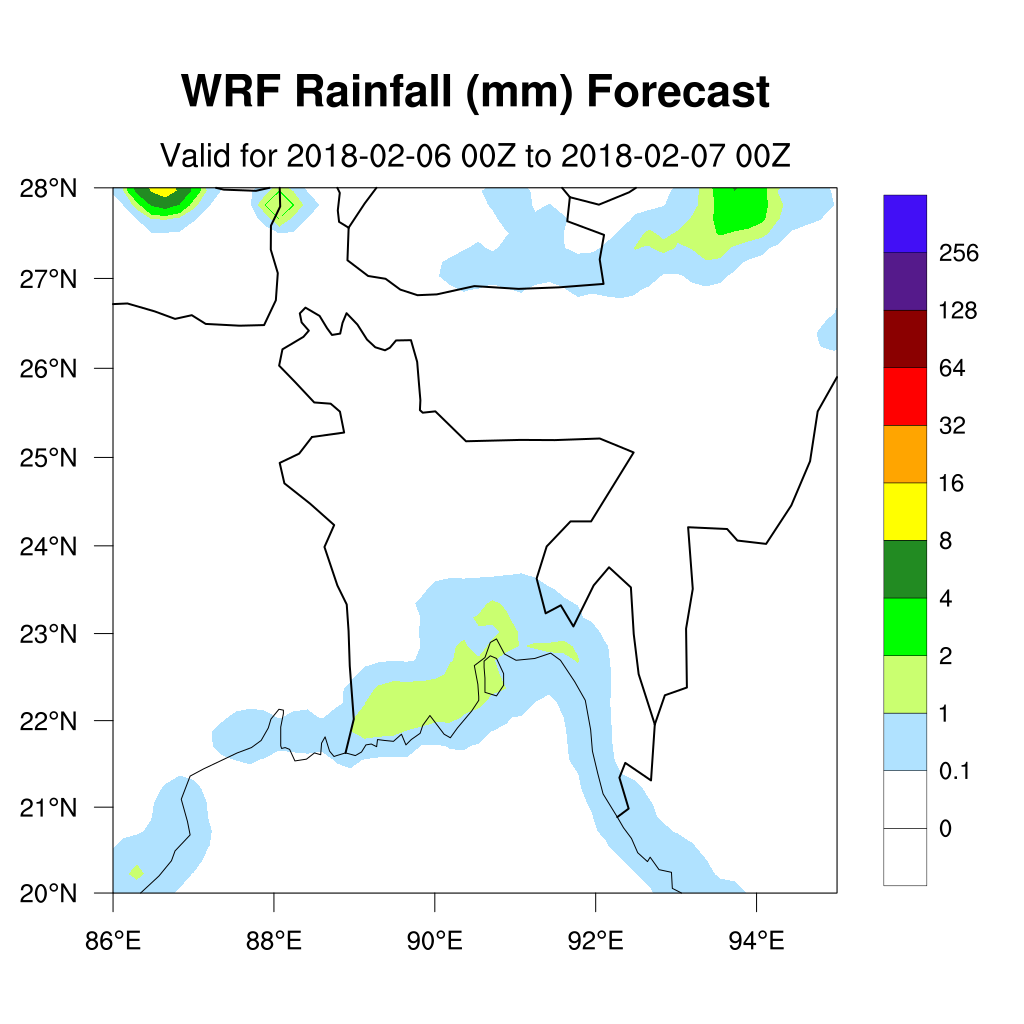 WRF Rainfall (mm) Forecast
Valid for 2018-02-06 00Z to 2018-02-07 00Z
28°N
27°N
26°N
25°N
24°N
23°N
22°N
21°N
20°N
86°E 88°E 90°E 92°E 94°E
256
128
64
32
16
8
4
2
1
0.1
0